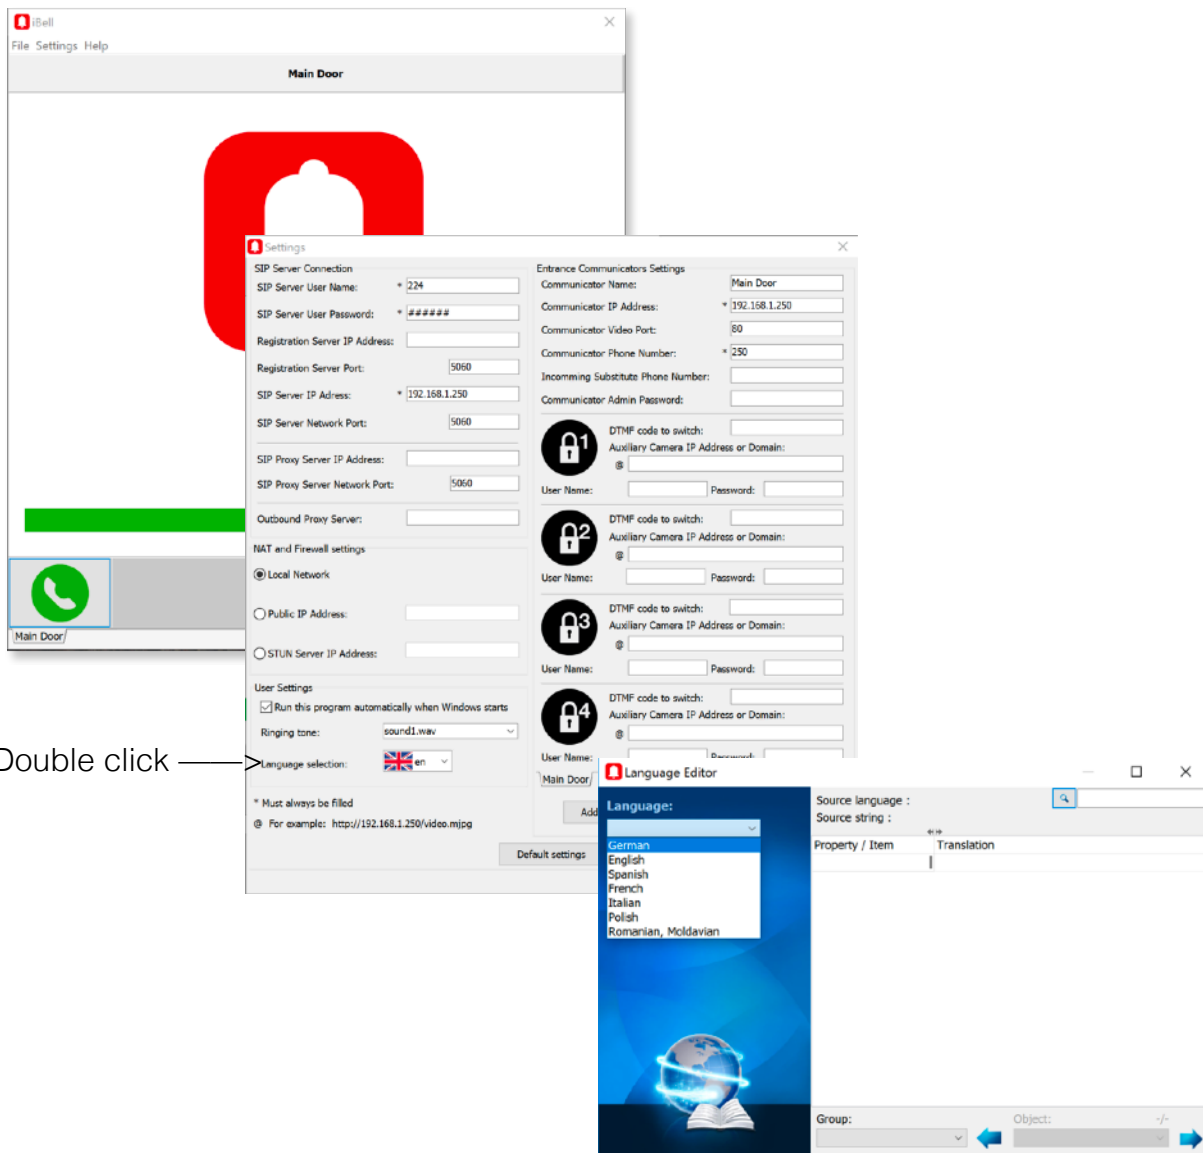 iBell
File Settings Help
Main Door
Main Door
Settings
SIP Server Connection
SIP Server User Name: * 224
SIP Server User Password: * ######
Registration Server IP Address:
Registration Server Port: 5060
SIP Server IP Adress: * 192.168.1.250
SIP Server Network Port: 5060
SIP Proxy Server IP Address:
SIP Proxy Server Network Port: 5060
Outbound Proxy Server:
NAT and Firewall settings
Local Network
Public IP Address:
STUN Server IP Address:
User Settings
Run this program automatically when Windows starts
Ringing tone: sound1.wav
Double click
Language selection: en
* Must always be filled
@ For example: http://192.168.1.250/video.mjpg
Default settings
Entrance Communicators Settings
Communicator Name: Main Door
Communicator IP Address: * 192.168.1.250
Communicator Video Port: 80
Communicator Phone Number: * 250
Incomming Substitute Phone Number:
Communicator Admin Password:
1
DTMF code to switch:
Auxiliary Camera IP Address or Domain:
@
User Name: Password:
2
DTMF code to switch:
Auxiliary Camera IP Address or Domain:
@
User Name: Password:
3
DTMF code to switch:
Auxiliary Camera IP Address or Domain:
@
User Name: Password:
4
DTMF code to switch:
Auxiliary Camera IP Address or Domain:
@
User Name: Password:
Main Door
Add
Language Editor
Language:
German
English
Spanish
French
Italian
Polish
Romanian, Moldavian
Source language :
Source string :
Property / Item Translation
Group: Object: -/-